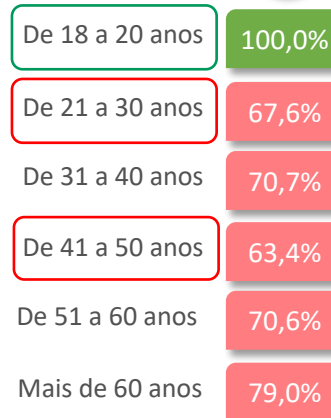 De 18 a 20 anos 100,0%
De 21 a 30 anos 67,6%
De 31 a 40 anos 70,7%
De 41 a 50 anos 63,4%
De 51 a 60 anos 70,6%
Mais de 60 anos 79,0%